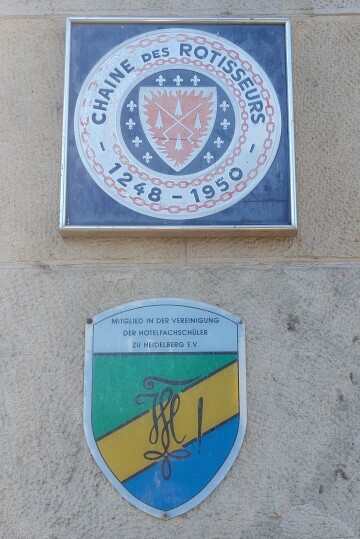 CHAINE DES ROTISSEURS
- 1248 - 1950 -
MITGLIED IN DER VEREINIGUNG
DER HOTELFACHSCHÜLER
ZU HEIDELBERG E.V.